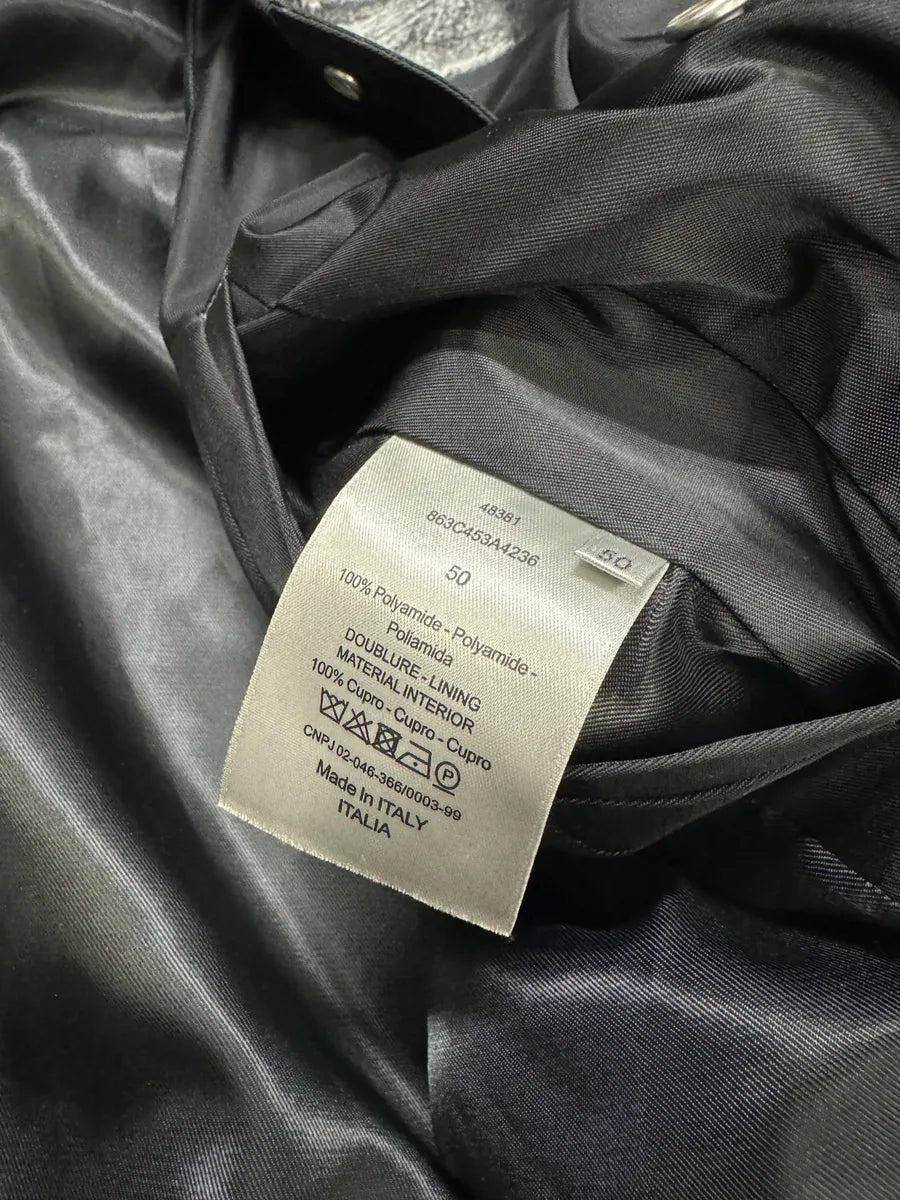 48381
863C453A4236
50
50
100% Polyamide - Polyamide -
Poliamida
DOUBLURE - LINING
MATERIAL INTERIOR
100% Cupro - Cupro - Cupro
P
CNPJ 02-046-366/0003-99
Made In ITALY
ITALIA